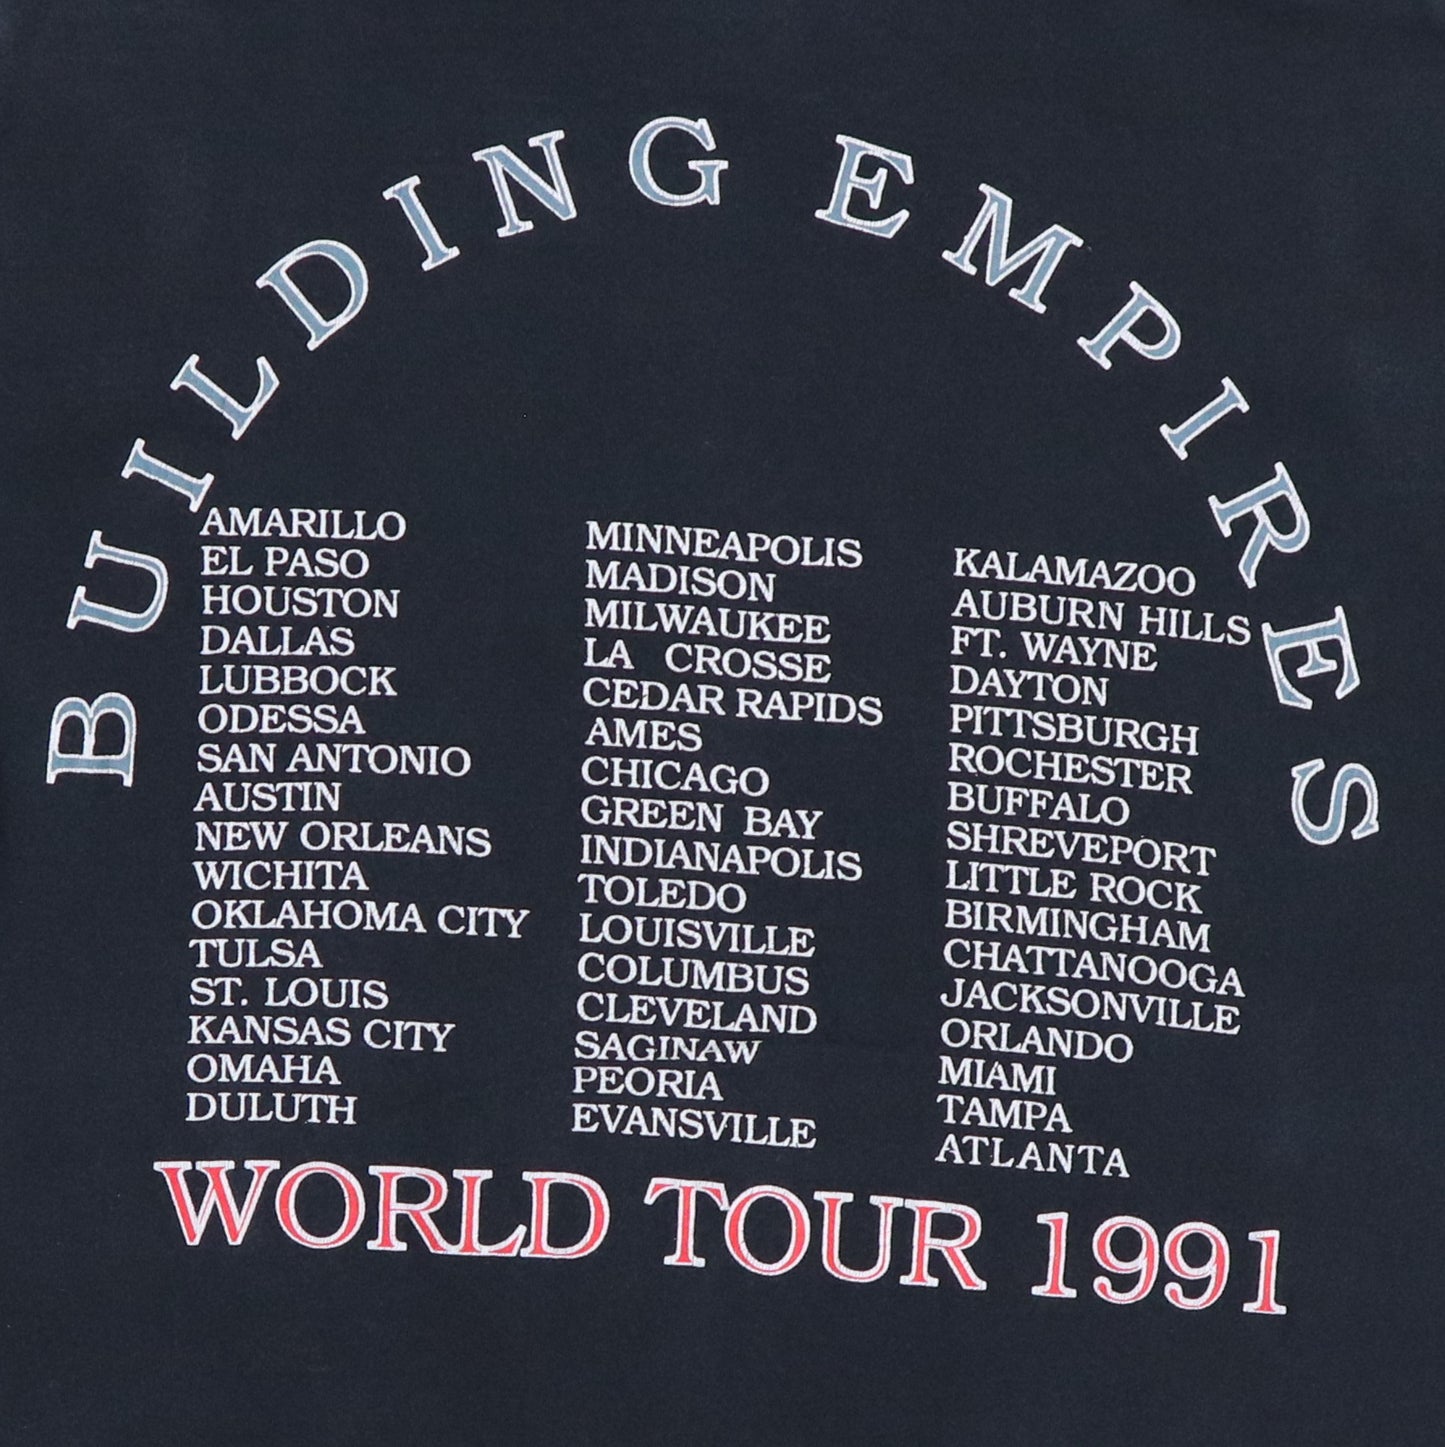 BUILDING EMPIRES
AMARILLO
EL PASO
HOUSTON
DALLAS
LUBBOCK
ODESSA
SAN ANTONIO
AUSTIN
NEW ORLEANS
WICHITA
OKLAHOMA CITY
TULSA
ST. LOUIS
KANSAS CITY
OMAHA
DULUTH
MINNEAPOLIS
MADISON
MILWAUKEE
LA CROSSE
CEDAR RAPIDS
AMES
CHICAGO
GREEN BAY
INDIANAPOLIS
TOLEDO
LOUISVILLE
COLUMBUS
CLEVELAND
SAGINAW
PEORIA
EVANSVILLE
KALAMAZOO
AUBURN HILLS
FT. WAYNE
DAYTON
PITTSBURGH
ROCHESTER
BUFFALO
SHREVEPORT
LITTLE ROCK
BIRMINGHAM
CHATTANOOGA
JACKSONVILLE
ORLANDO
MIAMI
TAMPA
ATLANTA
WORLD TOUR 1991